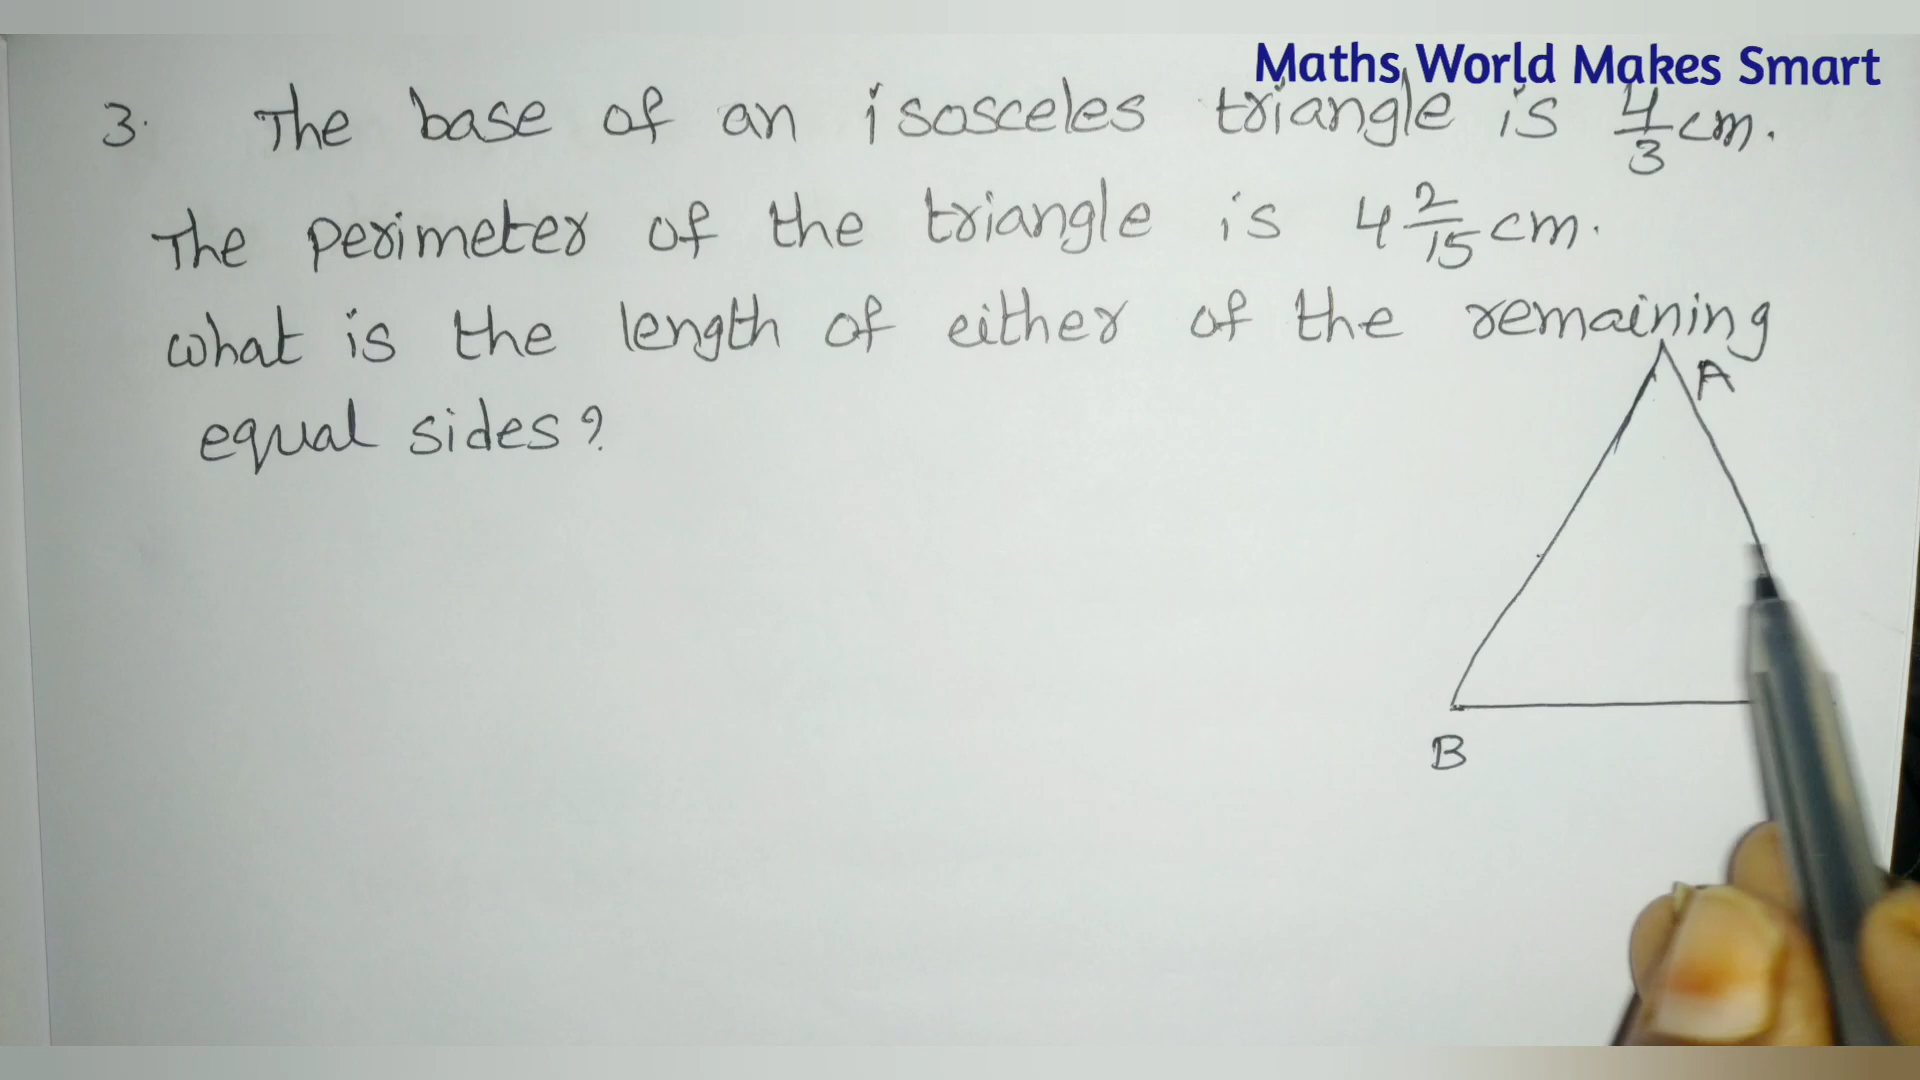 Maths World Makes Smart
3. The base of an isosceles triangle is 4/3 cm.
The perimeter of the triangle is 4 2/15 cm.
what is the length of either of the remaining
equal sides?
A
B